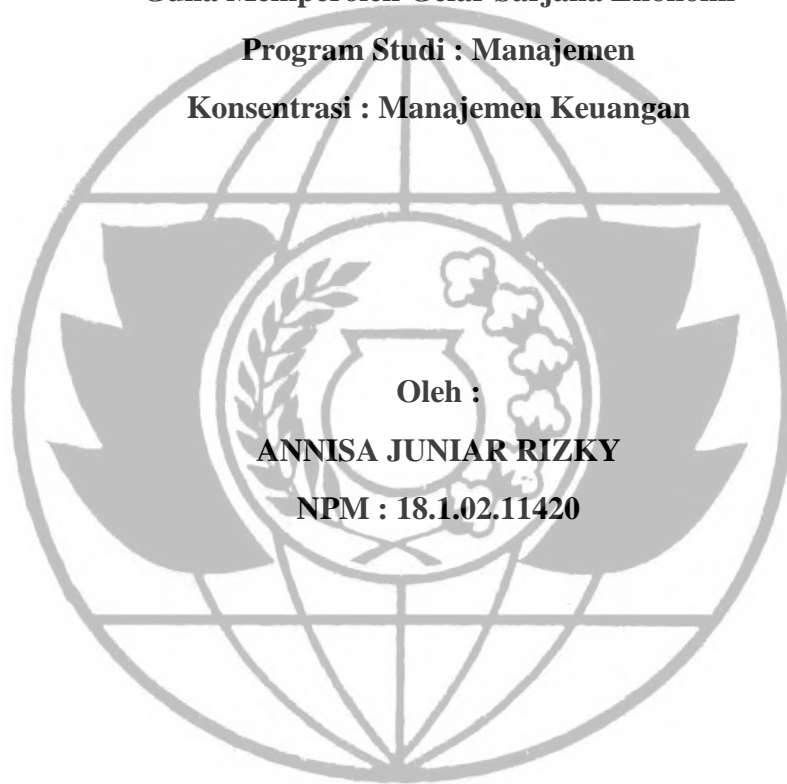 Guna Memperoleh Gelar Sarjana Ekonomi
Program Studi : Manajemen
Konsentrasi : Manajemen Keuangan
Oleh :
ANNISA JUNIAR RIZKY
NPM : 18.1.02.11420